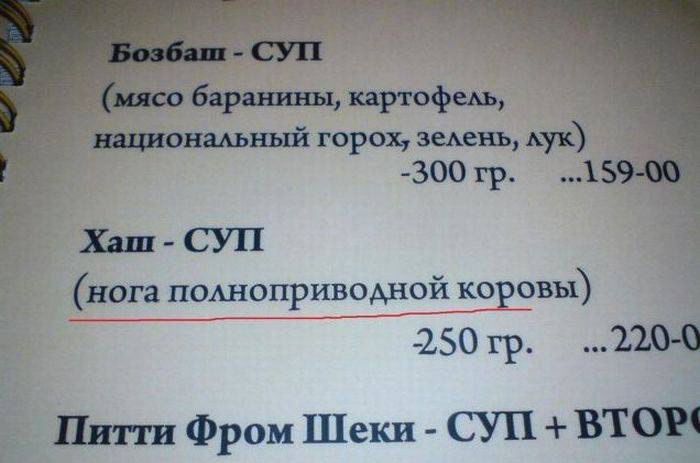 Бозбаш - СУП
(мясо баранины, картофель,
национальный горох, зелень, лук)
-300 гр. ...159-00
Хаш - СУП
(нога полноприводной коровы)
-250 гр. ...220-0
Питти Фром Шеки - СУП + ВТОРО